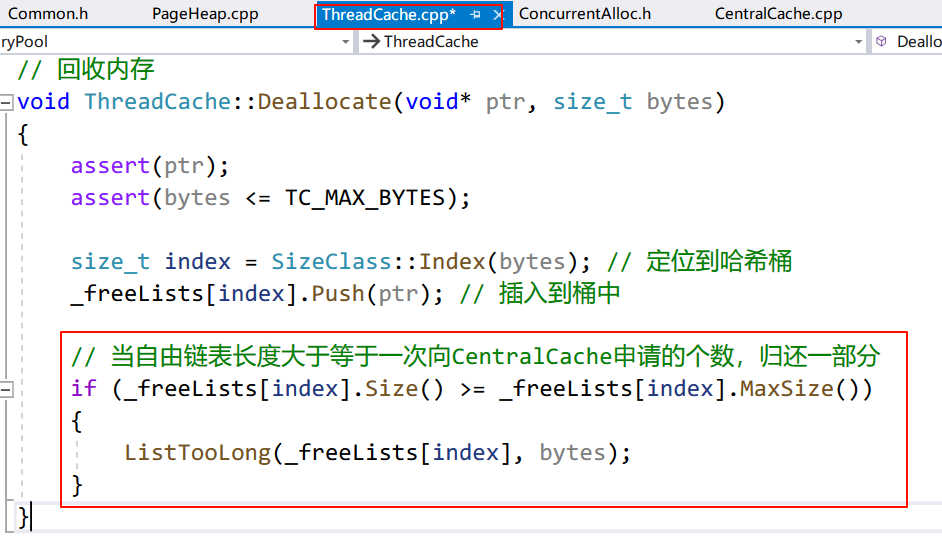 Common.h PageHeap.cpp ThreadCache.cpp* ConcurrentAlloc.h CentralCache.cpp
ryPool ThreadCache Deallo
// 回收内存
void ThreadCache::Deallocate(void* ptr, size_t bytes)
{
assert(ptr);
assert(bytes <= TC_MAX_BYTES);
size_t index = SizeClass::Index(bytes); // 定位到哈希桶
_freeLists[index].Push(ptr); // 插入到桶中
// 当自由链表长度大于等于一次向CentralCache申请的个数，归还一部分
if (_freeLists[index].Size() >= _freeLists[index].MaxSize())
{
ListTooLong(_freeLists[index], bytes);
}
}